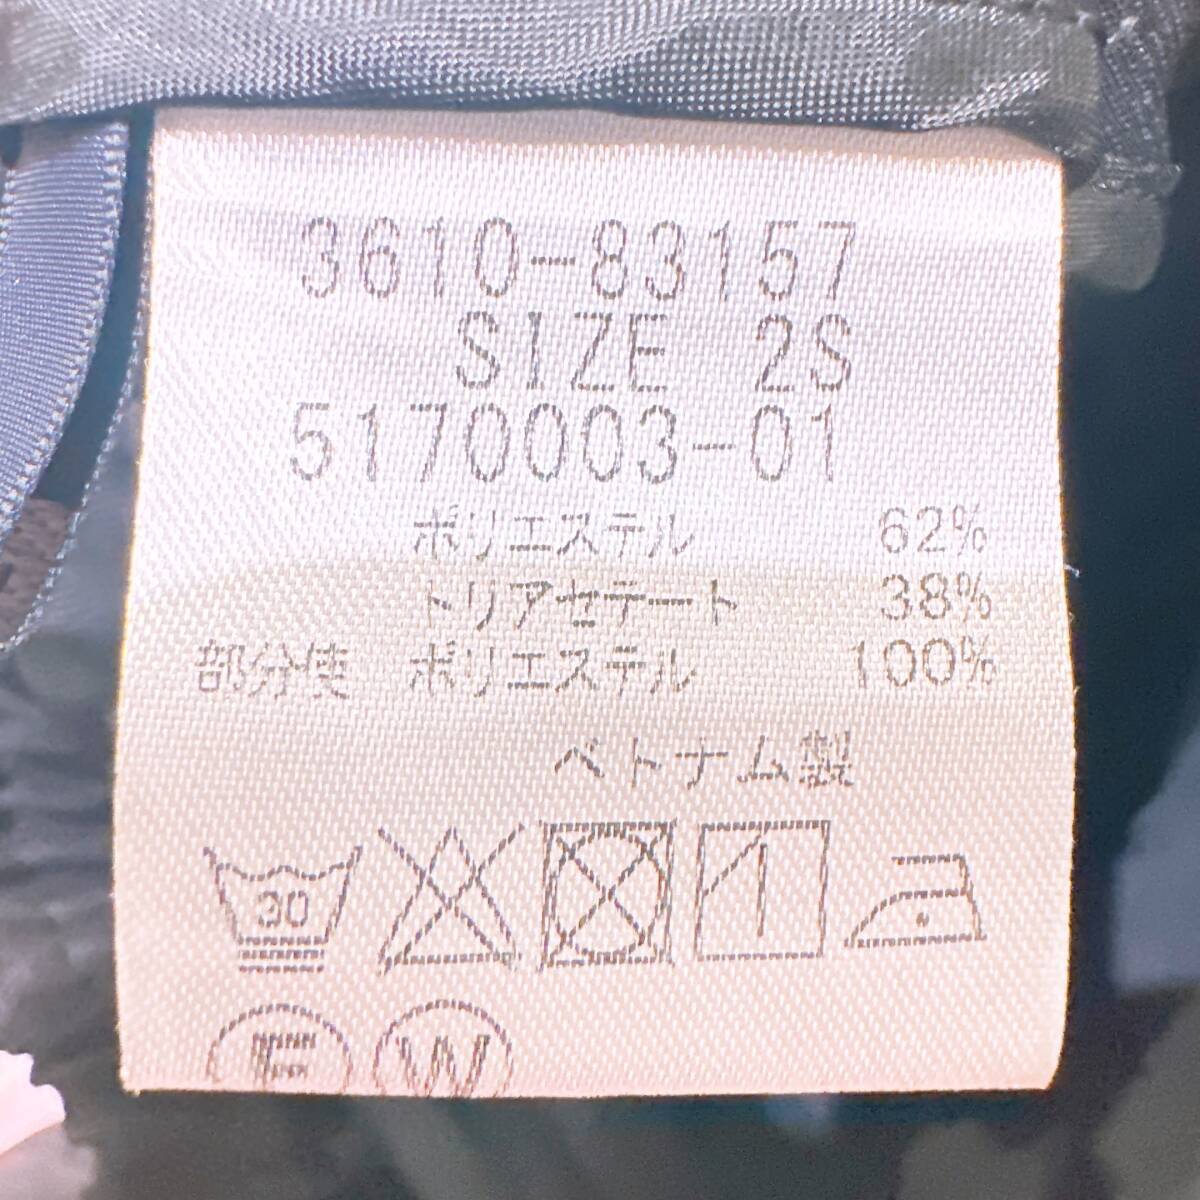 3610-83157
SIZE 2S
5170003-01
ポリエステル 62%
トリアセテート 38%
部分使 ポリエステル 100%
ベトナム製
30
F W